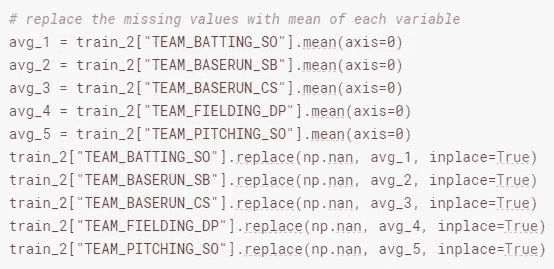 # replace the missing values with mean of each variable
avg_1 = train_2["TEAM_BATTING_SO"].mean(axis=0)
avg_2 = train_2["TEAM_BASERUN_SB"].mean(axis=0)
avg_3 = train_2["TEAM_BASERUN_CS"].mean(axis=0)
avg_4 = train_2["TEAM_FIELDING_DP"].mean(axis=0)
avg_5 = train_2["TEAM_PITCHING_SO"].mean(axis=0)
train_2["TEAM_BATTING_SO"].replace(np.nan, avg_1, inplace=True)
train_2["TEAM_BASERUN_SB"].replace(np.nan, avg_2, inplace=True)
train_2["TEAM_BASERUN_CS"].replace(np.nan, avg_3, inplace=True)
train_2["TEAM_FIELDING_DP"].replace(np.nan, avg_4, inplace=True)
train_2["TEAM_PITCHING_SO"].replace(np.nan, avg_5, inplace=True)